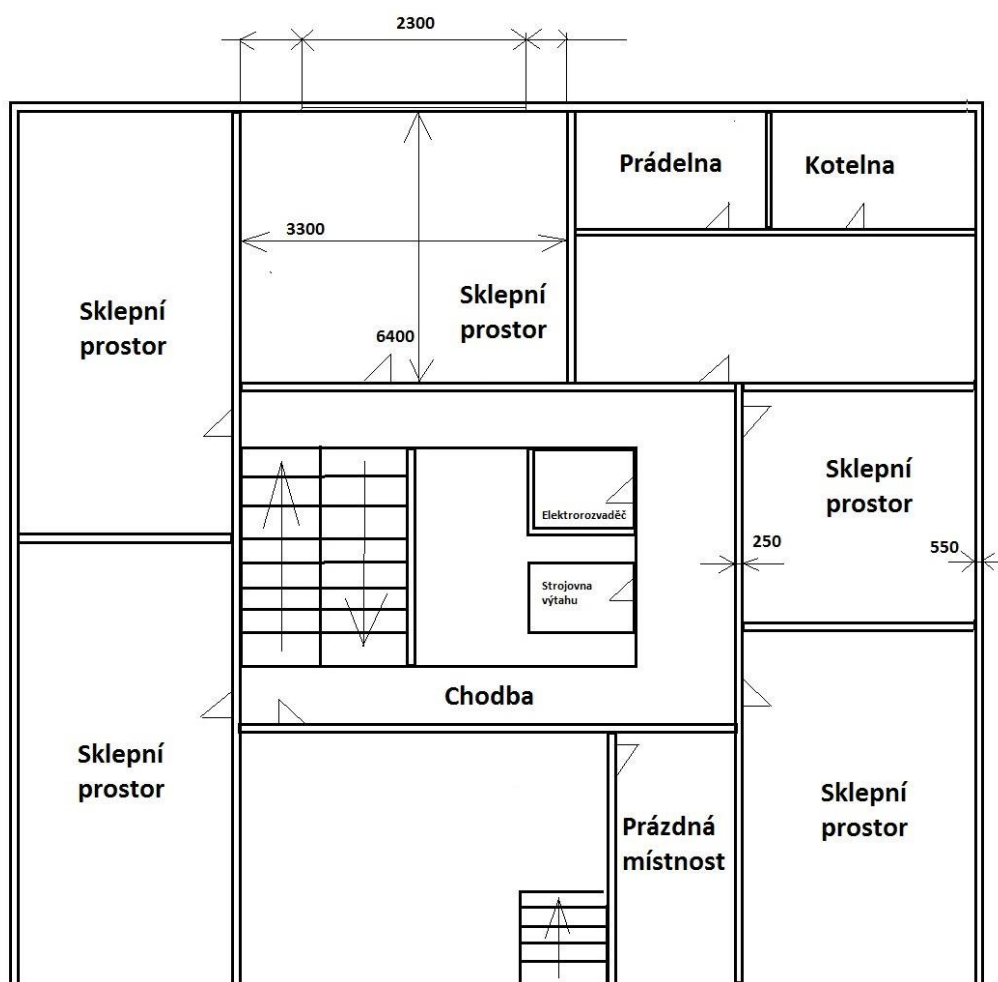 2300
Prádelna
Kotelna
3300
Sklepní
prostor
Sklepní
prostor
6400
Sklepní
prostor
Elektrorozvaděč
250
550
Strojovna
výtahu
Chodba
Sklepní
prostor
Sklepní
prostor
Prázdná
místnost